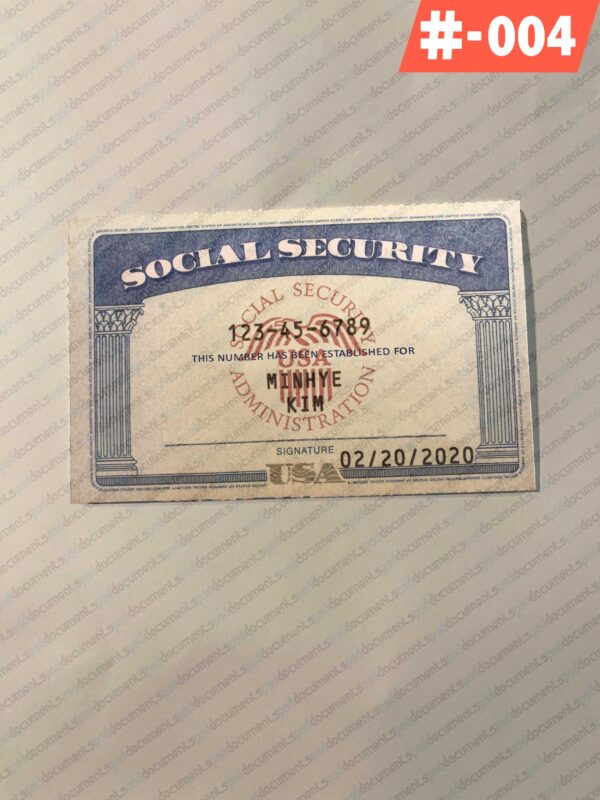 #-004
SOCIAL SECURITY
SOCIAL SECURITY
123-45-6789
THIS NUMBER HAS BEEN ESTABLISHED FOR
USA
MINHYE
KIM
ADMINISTRATION
SIGNATURE
02/20/2020
USA